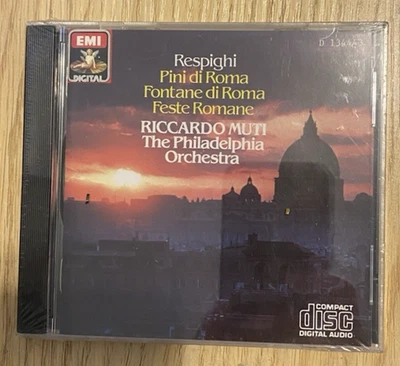 EMI
DIGITAL
Respighi
Pini di Roma
Fontane di Roma
Feste Romane
RICCARDO MUTI
The Philadelphia
Orchestra
COMPACT
disc
DIGITAL AUDIO